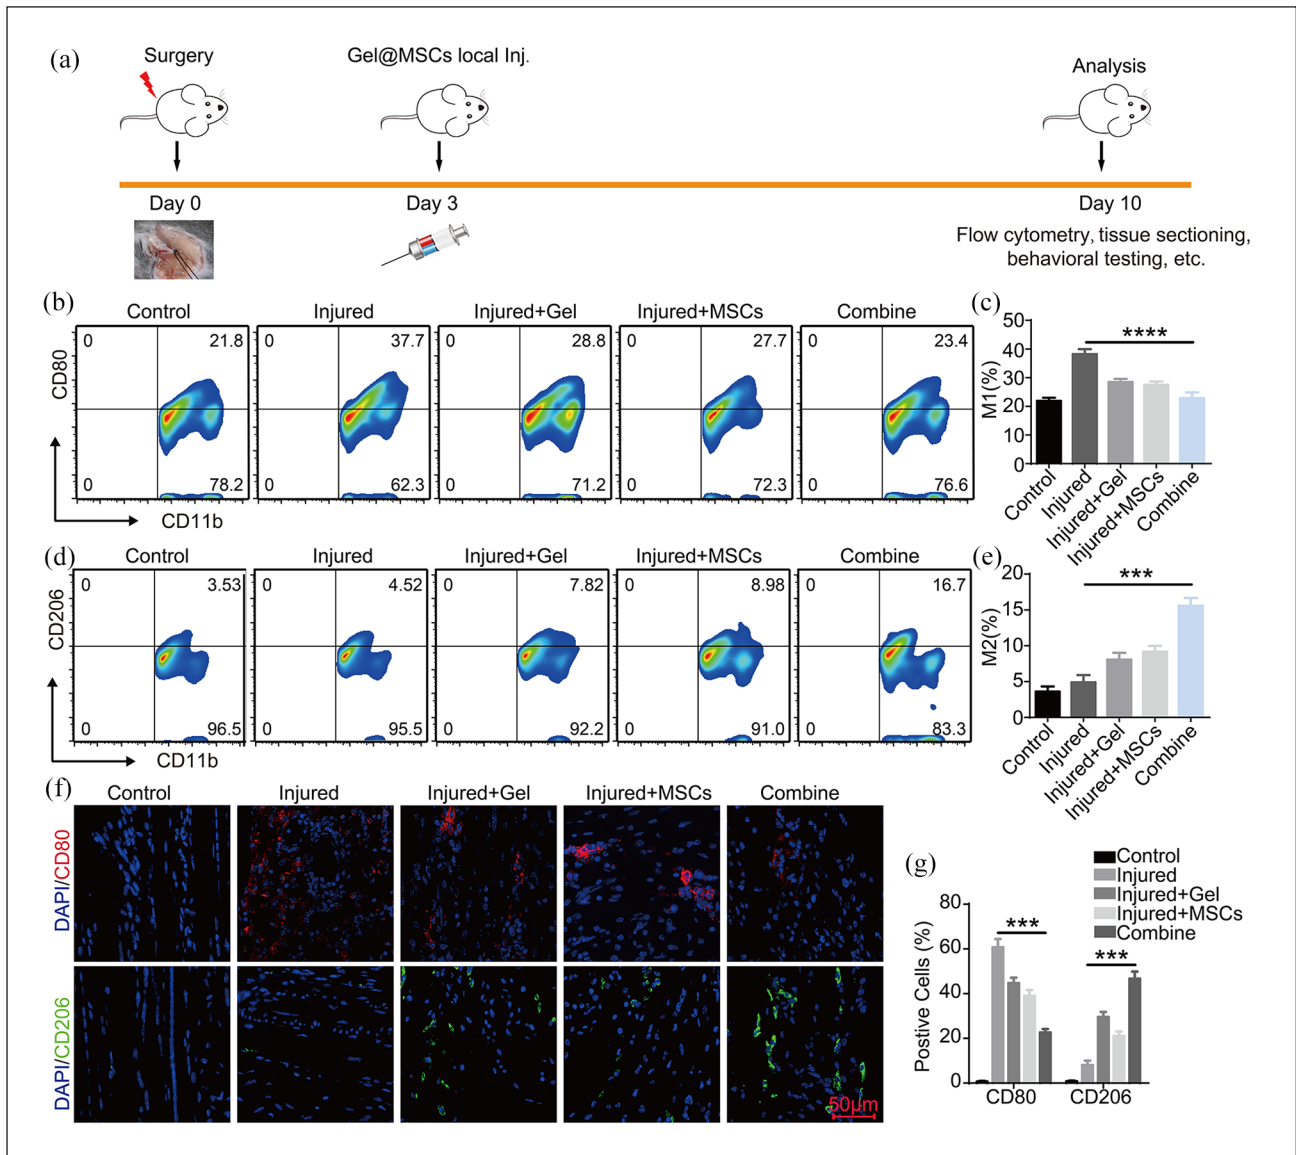 (a)
Surgery
Gel@MSCs local Inj.
Analysis
Day 0
Day 3
Day 10
Flow cytometry, tissue sectioning,
behavioral testing, etc.
(b)
Control
Injured
Injured+Gel
Injured+MSCs
Combine
CD80
0
21.8
0
78.2
0
37.7
0
62.3
0
28.8
0
71.2
0
27.7
0
72.3
0
23.4
0
76.6
CD11b
(c)
M1(%)
50
40
30
20
10
0
Control
Injured
Injured+Gel
Injured+MSCs
Combine
****
(d)
Control
Injured
Injured+Gel
Injured+MSCs
Combine
CD206
0
3.53
0
96.5
0
4.52
0
95.5
0
7.82
0
92.2
0
8.98
0
91.0
0
16.7
0
83.3
CD11b
(e)
M2(%)
20
15
10
5
0
Control
Injured
Injured+Gel
Injured+MSCs
Combine
***
(f)
Control
Injured
Injured+Gel
Injured+MSCs
Combine
DAPI/CD80
DAPI/CD206
50μm
(g)
Control
Injured
Injured+Gel
Injured+MSCs
Combine
Postive Cells (%)
80
60
40
20
0
***
***
CD80
CD206